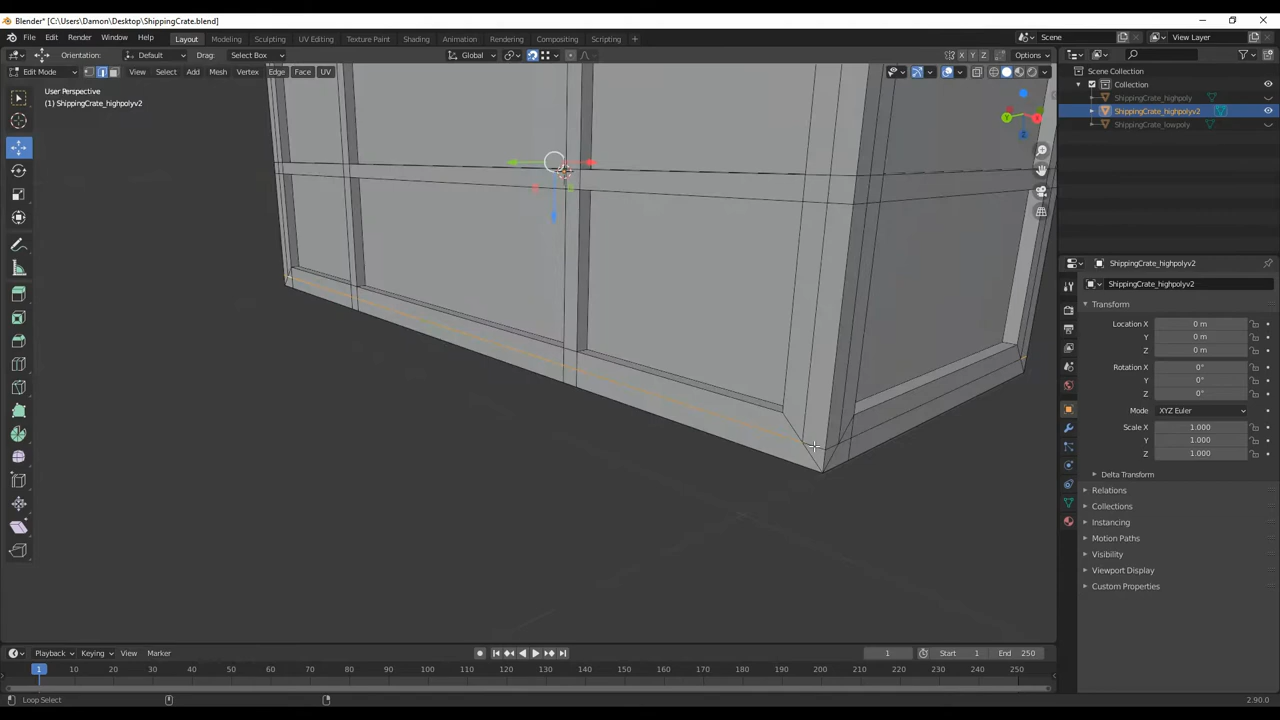 Blender* [C:\Users\Damon\Desktop\ShippingCrate.blend]
File Edit Render Window Help Layout Modeling Sculpting UV Editing Texture Paint Shading Animation Rendering Compositing Scripting Scene View Layer
Orientation: Default Drag: Select Box Global X Y Z Options
Edit Mode View Select Add Mesh Vertex Edge Face UV
Scene Collection
Collection
ShippingCrate_highpoly
ShippingCrate_highpolyv2
ShippingCrate_lowpoly
User Perspective
(1) ShippingCrate_highpolyv2
Y X Z
ShippingCrate_highpolyv2
ShippingCrate_highpolyv2
Transform
Location X 0 m
Y 0 m
Z 0 m
Rotation X 0°
Y 0°
Z 0°
Mode XYZ Euler
Scale X 1.000
Y 1.000
Z 1.000
Delta Transform
Relations
Collections
Instancing
Motion Paths
Visibility
Viewport Display
Custom Properties
Playback Keying View Marker 1 Start 1 End 250
1 10 20 30 40 50 60 70 80 90 100 110 120 130 140 150 160 170 180 190 200 210 220 230 240 250
Loop Select 2.90.0